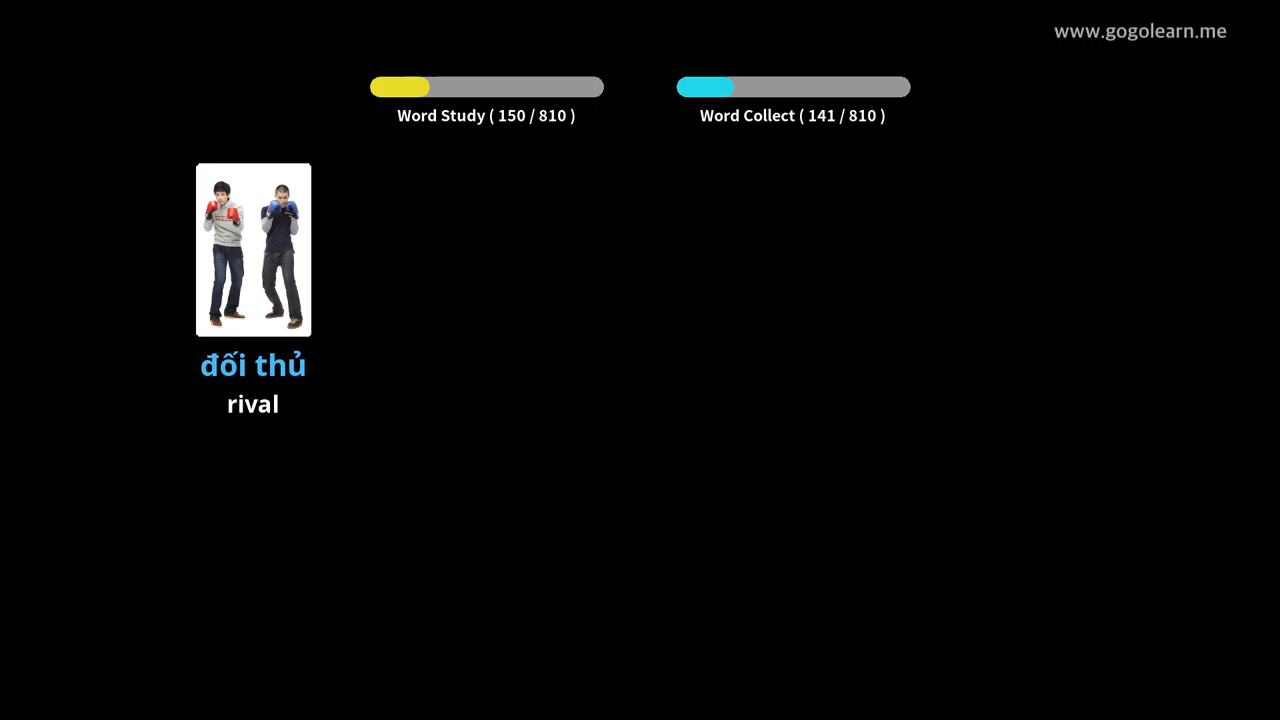 www.gogolearn.me
Word Study ( 150 / 810 )
Word Collect ( 141 / 810 )
đối thủ
rival